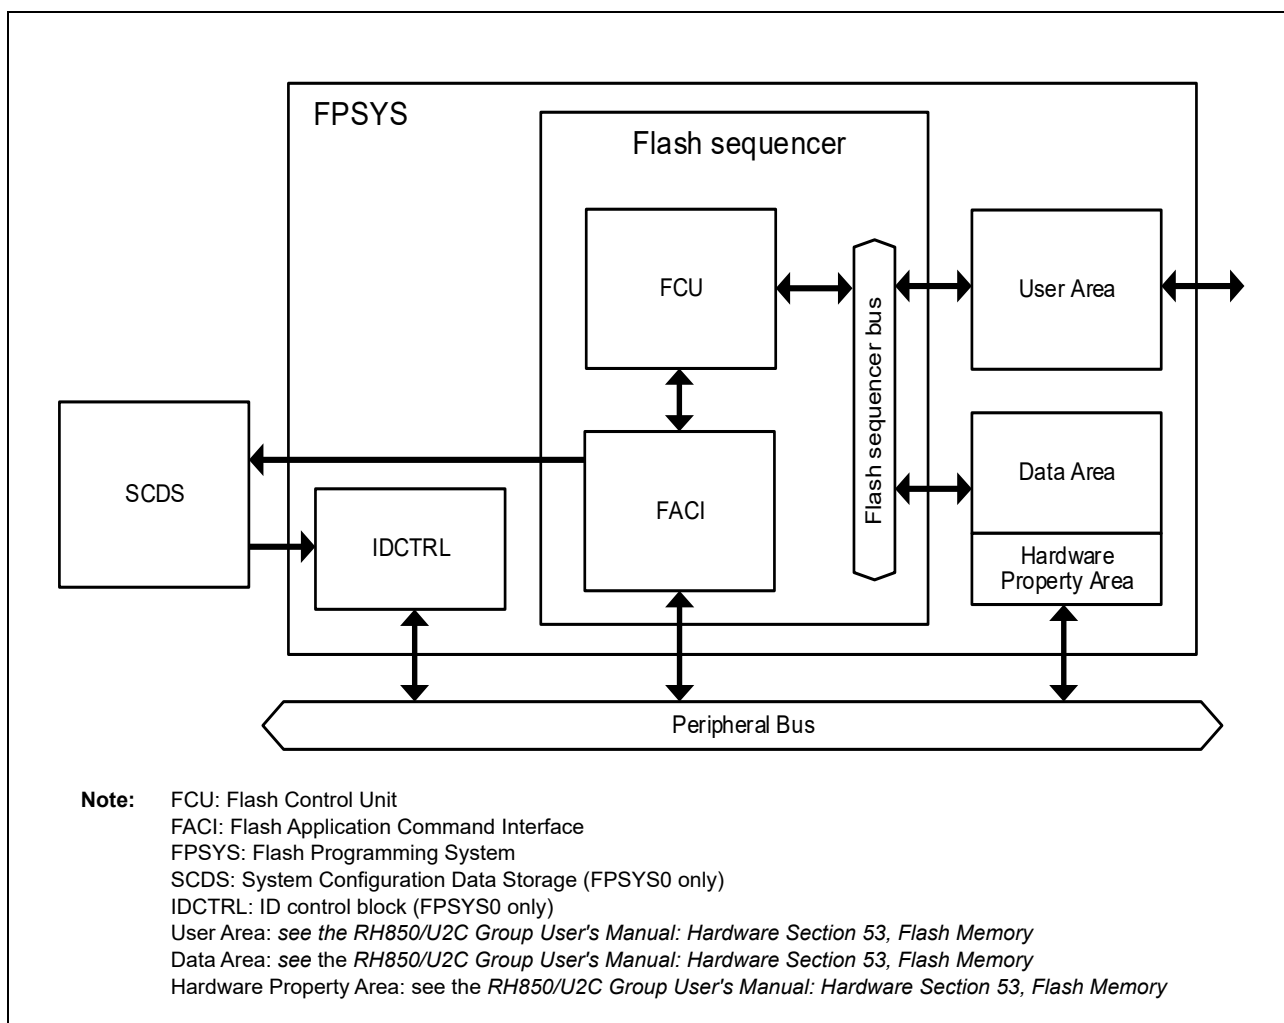 FPSYS
Flash sequencer
FCU
User Area
Flash sequencer bus
SCDS
FACI
Data Area
IDCTRL
Hardware
Property Area
Peripheral Bus
Note: FCU: Flash Control Unit
FACI: Flash Application Command Interface
FPSYS: Flash Programming System
SCDS: System Configuration Data Storage (FPSYS0 only)
IDCTRL: ID control block (FPSYS0 only)
User Area: see the RH850/U2C Group User's Manual: Hardware Section 53, Flash Memory
Data Area: see the RH850/U2C Group User's Manual: Hardware Section 53, Flash Memory
Hardware Property Area: see the RH850/U2C Group User's Manual: Hardware Section 53, Flash Memory